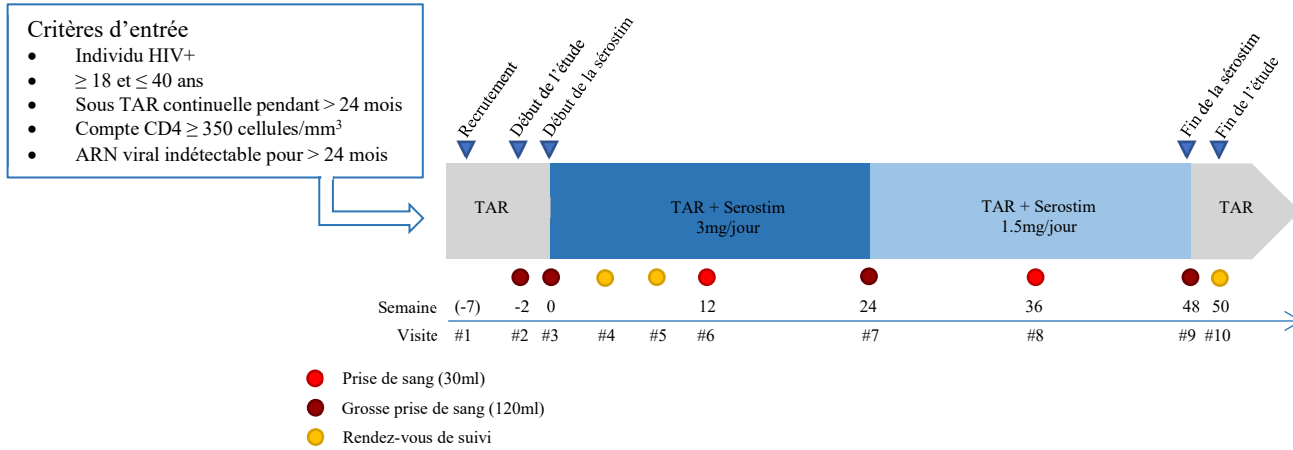 Critères d’entrée
• Individu HIV+
• ≥ 18 et ≤ 40 ans
• Sous TAR continuelle pendant > 24 mois
• Compte CD4 ≥ 350 cellules/mm³
• ARN viral indétectable pour > 24 mois
Recrutement
Début de l’étude
Début de la sérostim
Fin de la sérostim
Fin de l’étude
TAR
TAR + Serostim
3mg/jour
TAR + Serostim
1.5mg/jour
TAR
Semaine (-7) -2 0 12 24 36 48 50
Visite #1 #2 #3 #4 #5 #6 #7 #8 #9 #10
Prise de sang (30ml)
Grosse prise de sang (120ml)
Rendez-vous de suivi